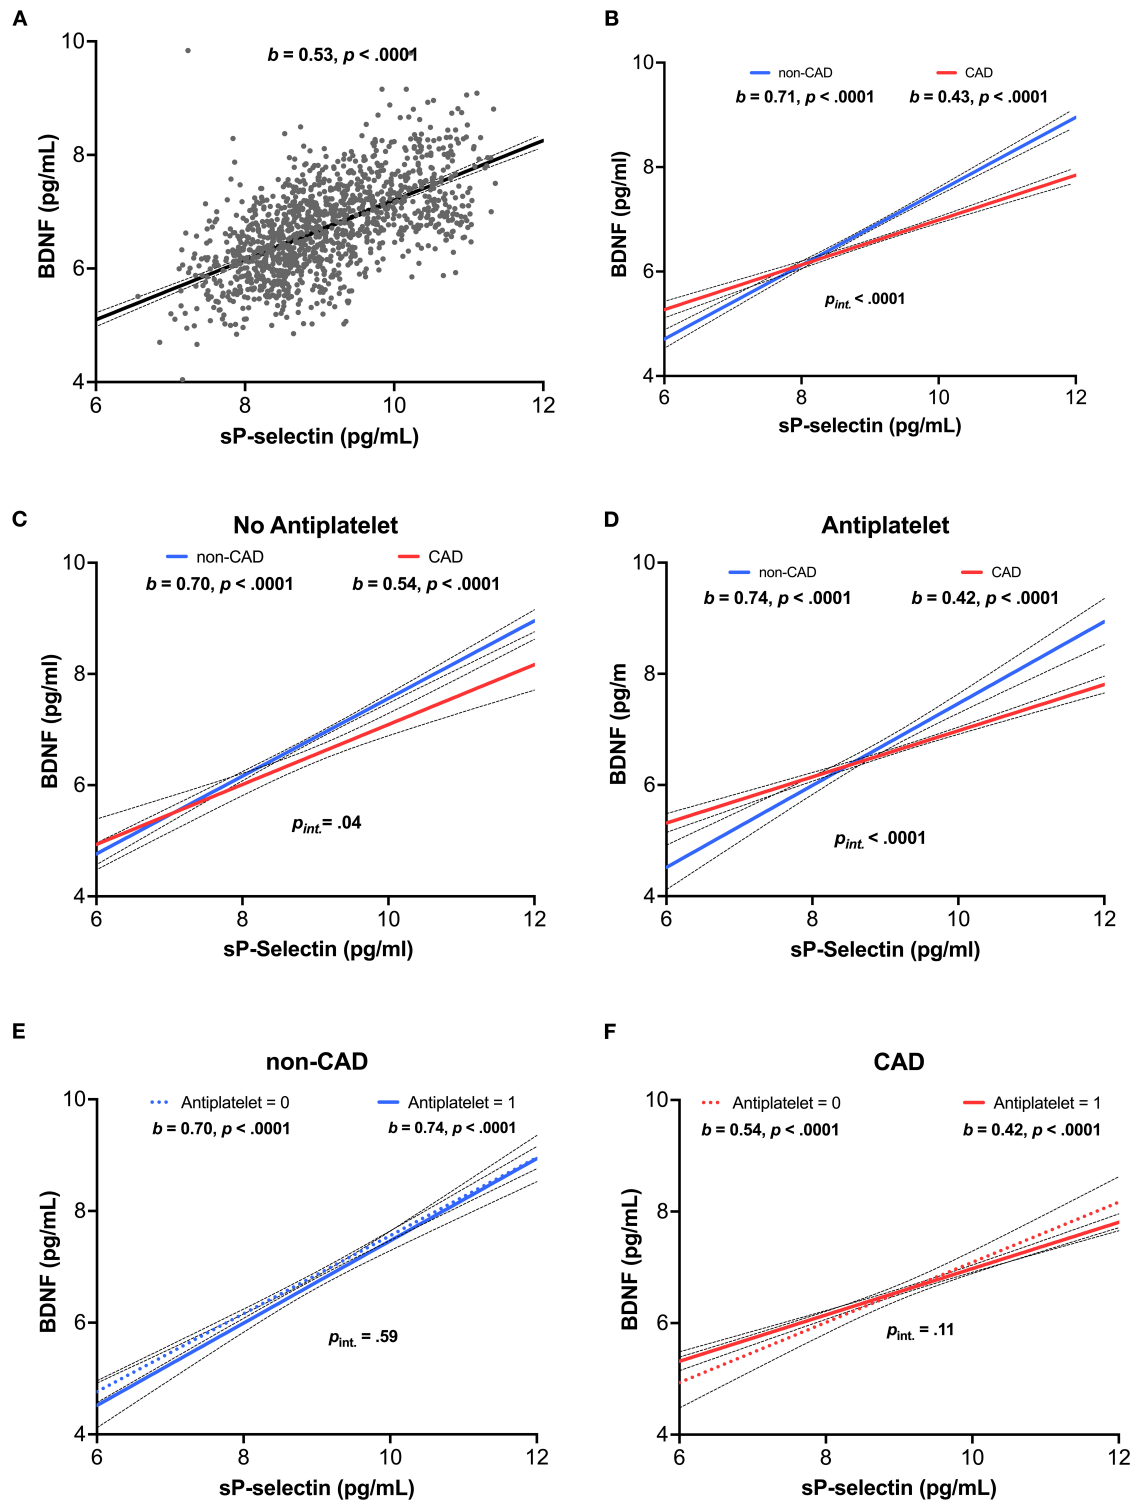 A
b = 0.53, p < .0001
10
8
6
4
BDNF (pg/mL)
6 8 10 12
sP-selectin (pg/mL)
B
non-CAD CAD
b = 0.71, p < .0001 b = 0.43, p < .0001
10
8
6
4
BDNF (pg/ml)
pint. < .0001
6 8 10 12
sP-selectin (pg/mL)
C
No Antiplatelet
non-CAD CAD
b = 0.70, p < .0001 b = 0.54, p < .0001
10
8
6
4
BDNF (pg/ml)
pint. = .04
6 8 10 12
sP-Selectin (pg/ml)
D
Antiplatelet
non-CAD CAD
b = 0.74, p < .0001 b = 0.42, p < .0001
10
8
6
4
BDNF (pg/m
pint. < .0001
6 8 10 12
sP-Selectin (pg/ml)
E
non-CAD
Antiplatelet = 0 Antiplatelet = 1
b = 0.70, p < .0001 b = 0.74, p < .0001
10
8
6
4
BDNF (pg/mL)
pint. = .59
6 8 10 12
sP-selectin (pg/mL)
F
CAD
Antiplatelet = 0 Antiplatelet = 1
b = 0.54, p < .0001 b = 0.42, p < .0001
10
8
6
4
BDNF (pg/mL)
pint. = .11
6 8 10 12
sP-selectin (pg/mL)